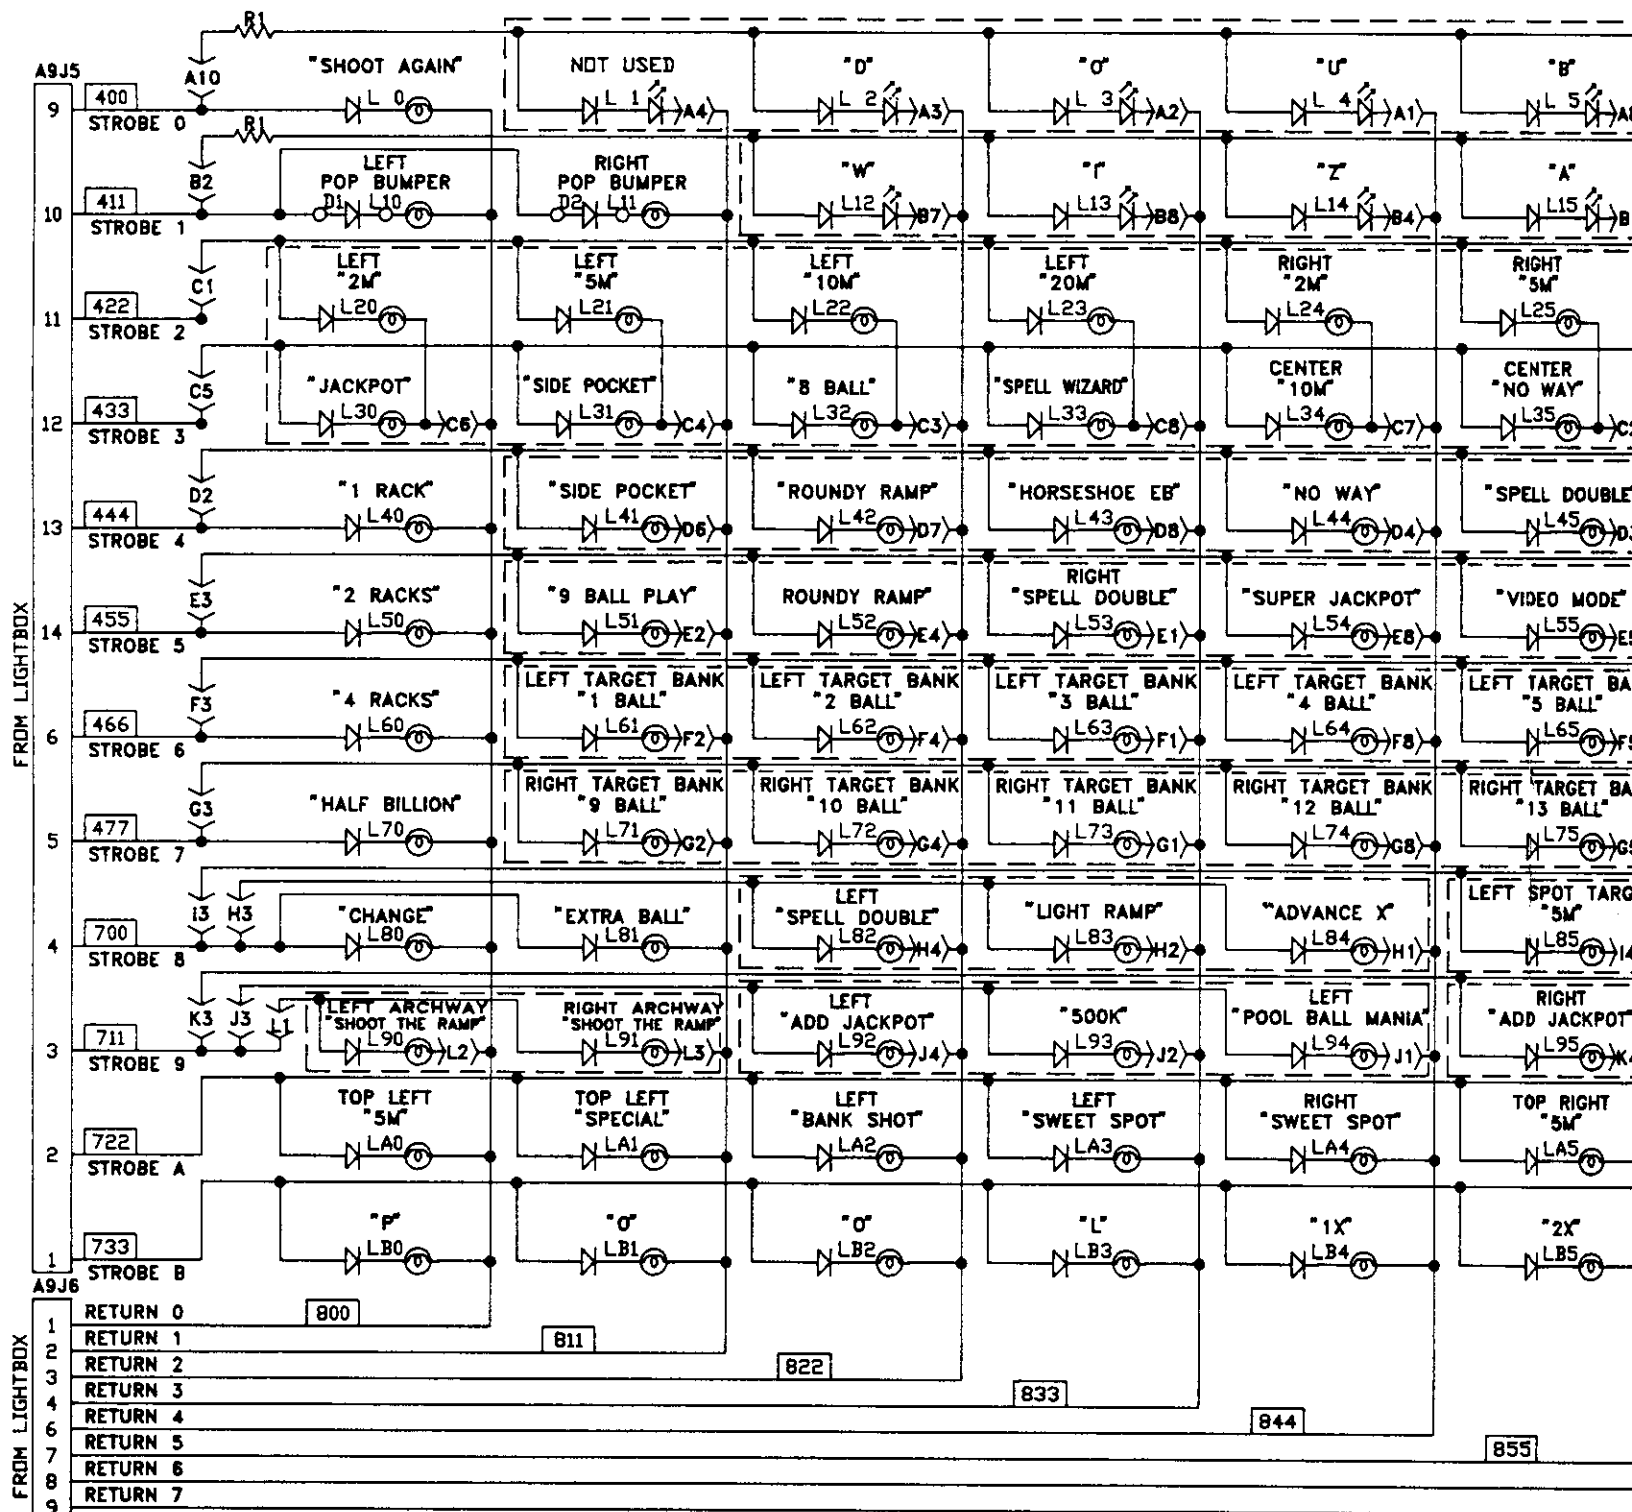 R1
A9J5
A10
"SHOOT AGAIN"
NOT USED
"D"
"O"
"U"
"B"
9
400
STROBE 0
L 0
L 1
A4
L 2
A3
L 3
A2
L 4
A1
L 5
R1
B2
LEFT
POP BUMPER
RIGHT
POP BUMPER
"W"
"I"
"Z"
"A"
10
411
STROBE 1
D1
L10
D2
L11
L12
B7
L13
B8
L14
B4
L15
C1
LEFT
"2M"
LEFT
"5M"
LEFT
"10M"
LEFT
"20M"
RIGHT
"2M"
RIGHT
"5M"
11
422
STROBE 2
L20
L21
L22
L23
L24
L25
C5
"JACKPOT"
"SIDE POCKET"
"8 BALL"
"SPELL WIZARD"
CENTER
"10M"
CENTER
"NO WAY"
12
433
STROBE 3
L30
C6
L31
C4
L32
C3
L33
C8
L34
C7
L35
D2
"1 RACK"
"SIDE POCKET"
"ROUNDY RAMP"
"HORSESHOE EB"
"NO WAY"
"SPELL DOUBLE"
13
444
STROBE 4
L40
L41
D6
L42
D7
L43
D8
L44
D4
L45
D3
E3
"2 RACKS"
"9 BALL PLAY"
ROUNDY RAMP"
RIGHT
"SPELL DOUBLE"
"SUPER JACKPOT"
"VIDEO MODE"
14
455
STROBE 5
L50
L51
E2
L52
E4
L53
E1
L54
E8
L55
E5
FROM LIGHTBOX
F3
"4 RACKS"
LEFT TARGET BANK
"1 BALL"
LEFT TARGET BANK
"2 BALL"
LEFT TARGET BANK
"3 BALL"
LEFT TARGET BANK
"4 BALL"
LEFT TARGET BA
"5 BALL"
6
466
STROBE 6
L60
L61
F2
L62
F4
L63
F1
L64
F8
L65
F5
G3
"HALF BILLION"
RIGHT TARGET BANK
"9 BALL"
RIGHT TARGET BANK
"10 BALL"
RIGHT TARGET BANK
"11 BALL"
RIGHT TARGET BANK
"12 BALL"
RIGHT TARGET BA
"13 BALL"
5
477
STROBE 7
L70
L71
G2
L72
G4
L73
G1
L74
G8
L75
G5
I3
H3
"CHANGE"
"EXTRA BALL"
LEFT
"SPELL DOUBLE"
"LIGHT RAMP"
"ADVANCE X"
LEFT SPOT TARG
"5M"
4
700
STROBE 8
L80
L81
L82
H4
L83
H2
L84
H1
L85
I4
K3
J3
L1
LEFT ARCHWAY
"SHOOT THE RAMP"
RIGHT ARCHWAY
"SHOOT THE RAMP"
LEFT
"ADD JACKPOT"
"500K"
LEFT
"POOL BALL MANIA"
RIGHT
"ADD JACKPOT"
3
711
STROBE 9
L90
L2
L91
L3
L92
J4
L93
J2
L94
J1
L95
K4
TOP LEFT
"5M"
TOP LEFT
"SPECIAL"
LEFT
"BANK SHOT"
LEFT
"SWEET SPOT"
RIGHT
"SWEET SPOT"
TOP RIGHT
"5M"
2
722
STROBE A
LA0
LA1
LA2
LA3
LA4
LA5
"P"
"O"
"O"
"L"
"1X"
"2X"
1
733
STROBE B
LB0
LB1
LB2
LB3
LB4
LB5
A9J6
FROM LIGHTBOX
1
RETURN 0
800
2
RETURN 1
811
3
RETURN 2
822
4
RETURN 3
833
6
RETURN 4
844
7
RETURN 5
855
8
RETURN 6
9
RETURN 7